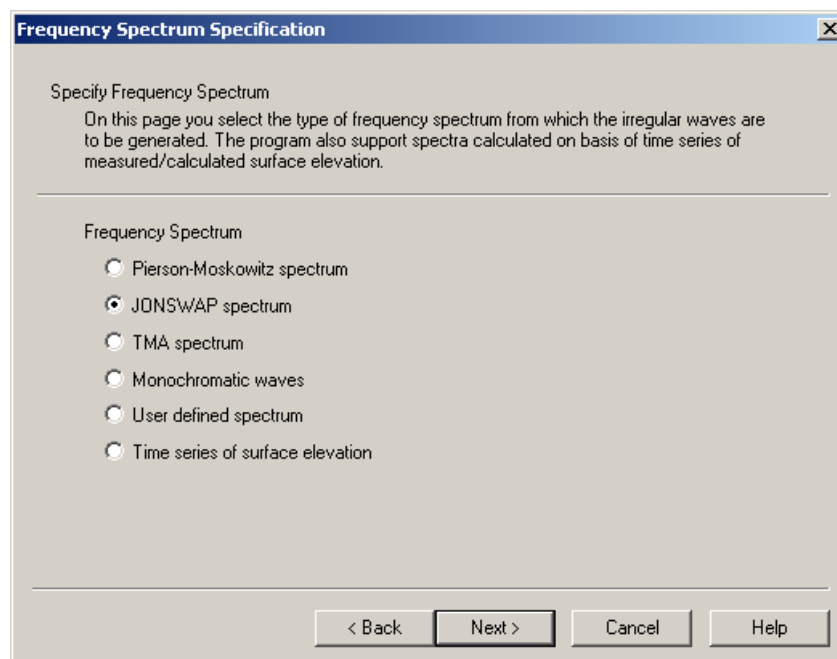 Frequency Spectrum Specification
Specify Frequency Spectrum
On this page you select the type of frequency spectrum from which the irregular waves are
to be generated. The program also support spectra calculated on basis of time series of
measured/calculated surface elevation.
Frequency Spectrum
Pierson-Moskowitz spectrum
JONSWAP spectrum
TMA spectrum
Monochromatic waves
User defined spectrum
Time series of surface elevation
< Back
Next >
Cancel
Help